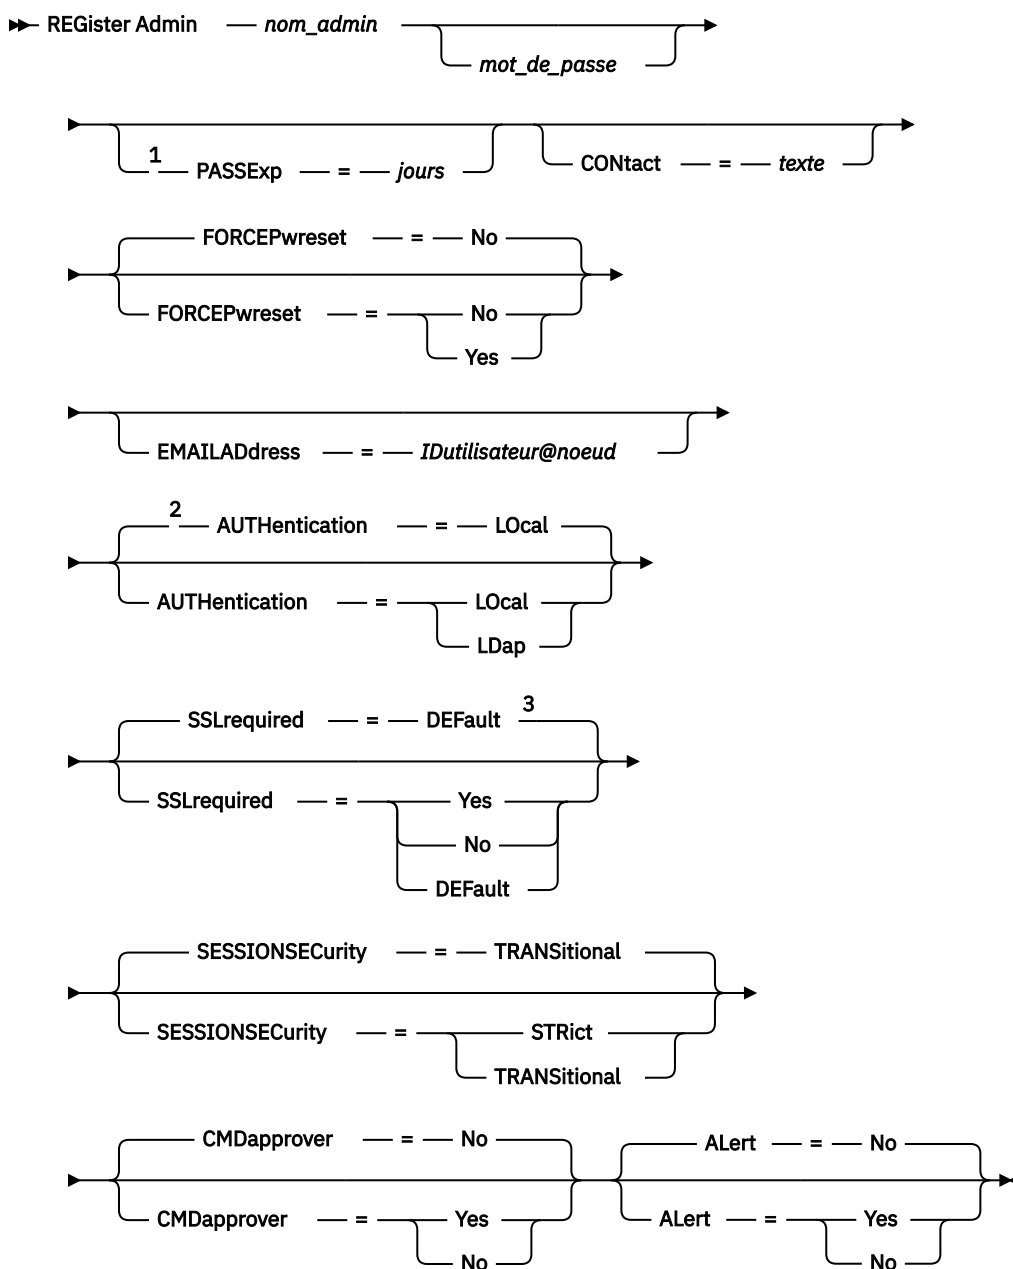 REGister Admin nom_admin
mot_de_passe
1 PASSExp = jours CONtact = texte
FORCEPwreset = No
FORCEPwreset = No
Yes
EMAILADdress = IDutilisateur@noeud
2 AUTHentication = LOcal
AUTHentication = LOcal
LDap
SSLrequired = DEFault 3
SSLrequired = Yes
No
DEFault
SESSIONSECurity = TRANSitional
SESSIONSECurity = STRict
TRANSitional
CMDapprover = No ALert = No
CMDapprover = Yes ALert = Yes
No No